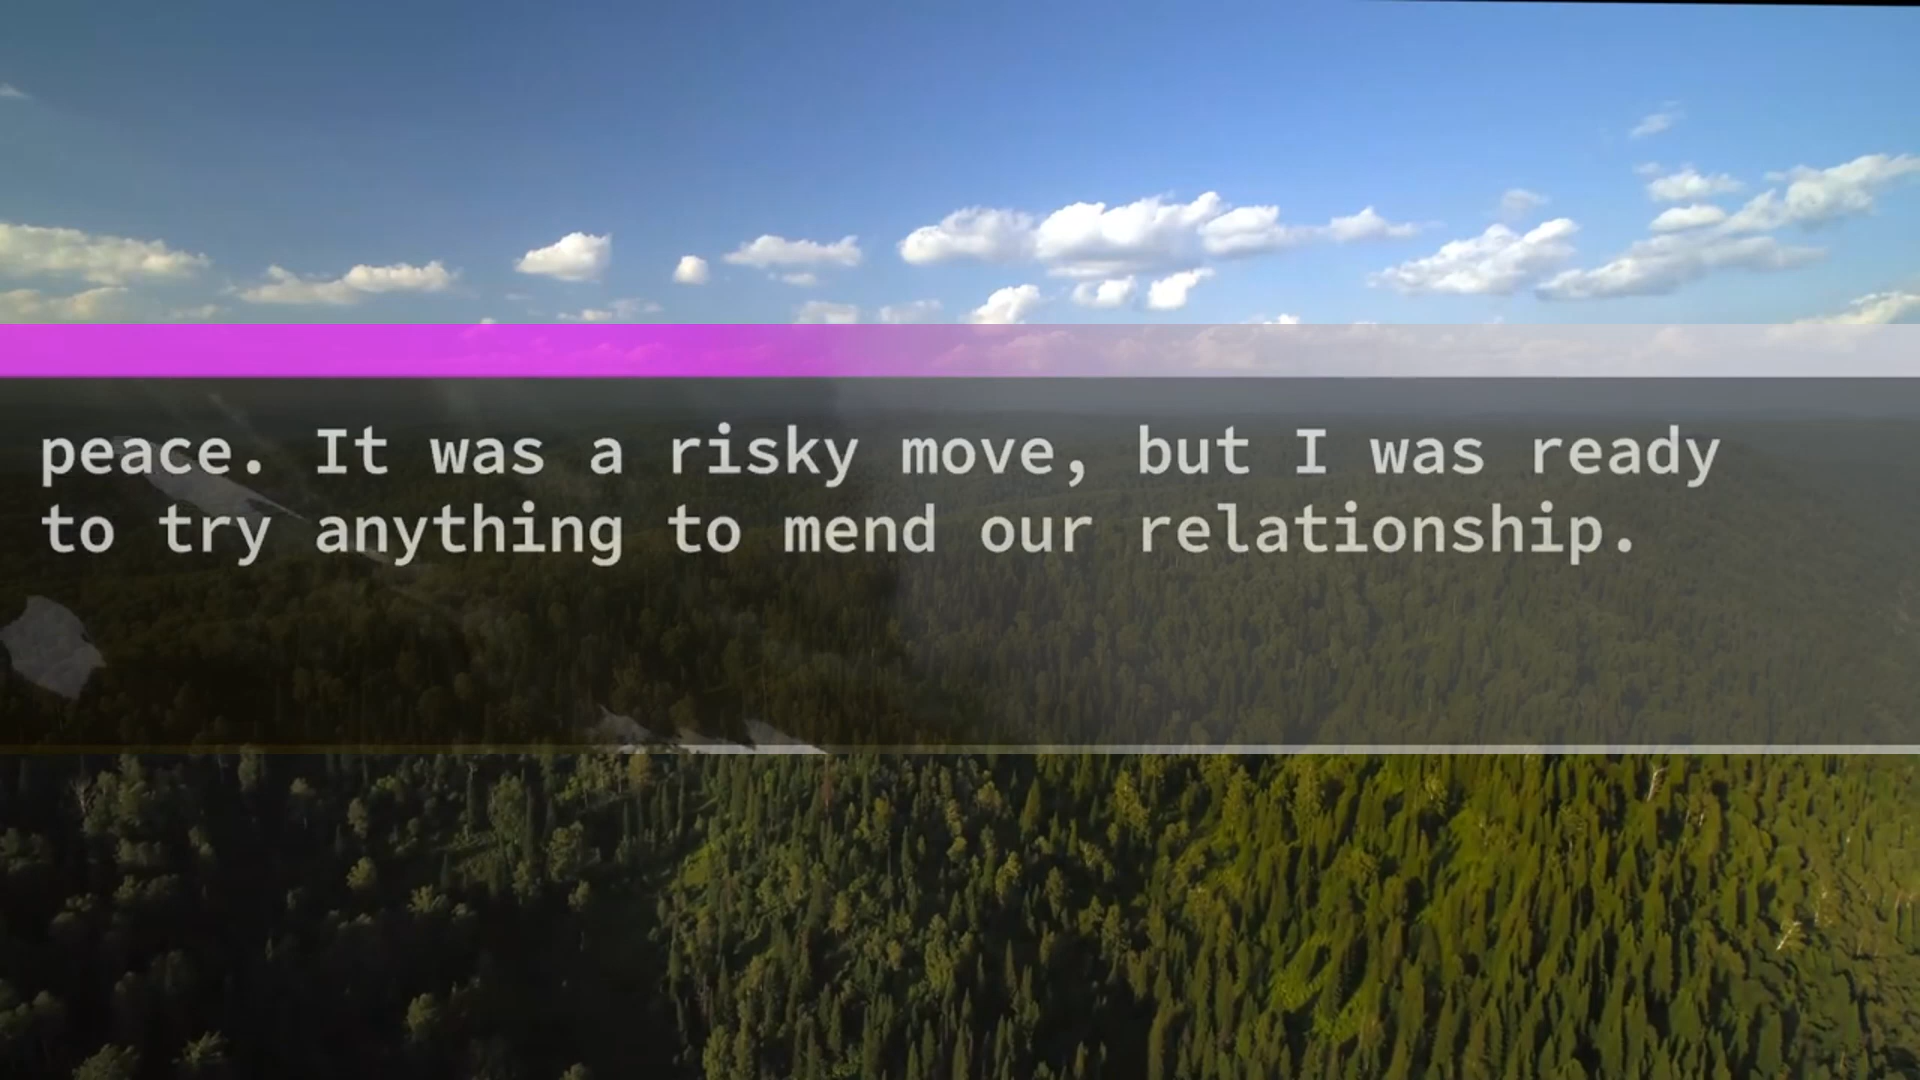 peace. It was a risky move, but I was ready
to try anything to mend our relationship.